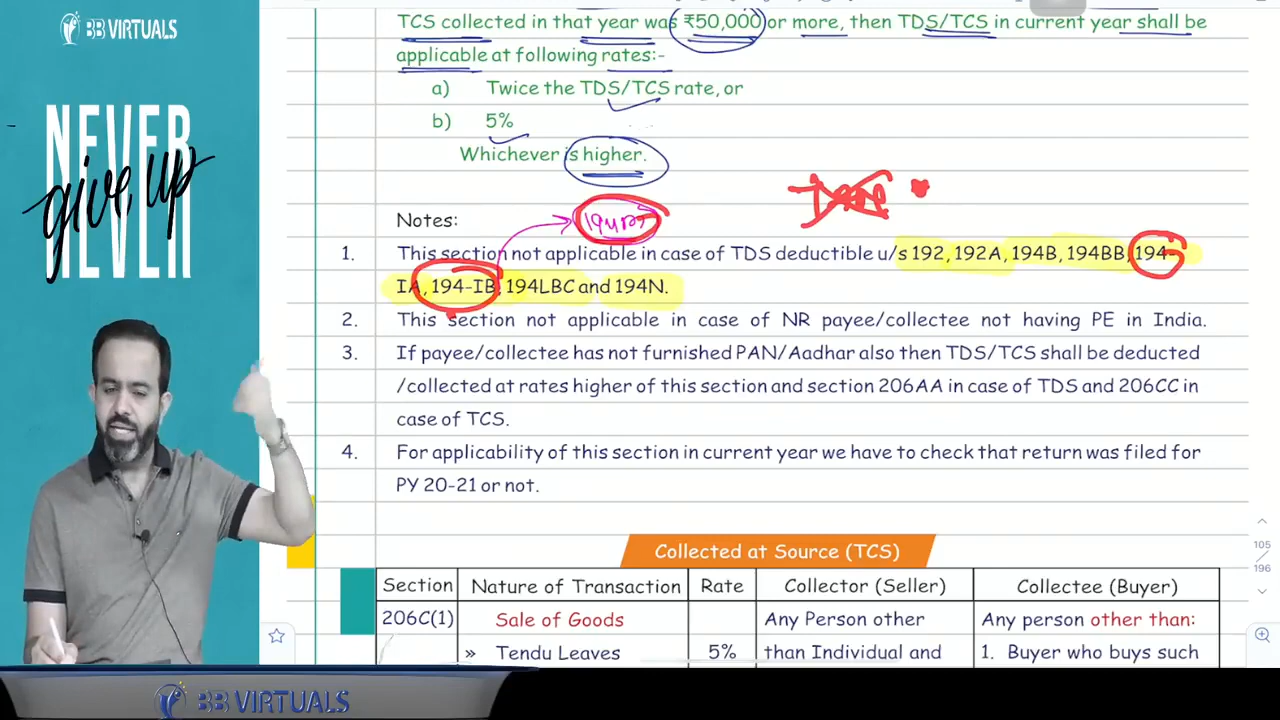 BB VIRTUALS
NEVER
give up
NEVER
TCS collected in that year was ₹50,000 or more, then TDS/TCS in current year shall be
applicable at following rates:-
a) Twice the TDS/TCS rate, or
b) 5%
Whichever is higher.
Notes:
1. This section not applicable in case of TDS deductible u/s 192, 192A, 194B, 194BB, 194-
IA, 194-IB, 194LBC and 194N.
2. This section not applicable in case of NR payee/collectee not having PE in India.
3. If payee/collectee has not furnished PAN/Aadhar also then TDS/TCS shall be deducted
/collected at rates higher of this section and section 206AA in case of TDS and 206CC in
case of TCS.
4. For applicability of this section in current year we have to check that return was filed for
PY 20-21 or not.
105
/
196
Collected at Source (TCS)
Section Nature of Transaction Rate Collector (Seller) Collectee (Buyer)
206C(1) Sale of Goods Any Person other Any person other than:
» Tendu Leaves 5% than Individual and 1. Buyer who buys such
BB VIRTUALS